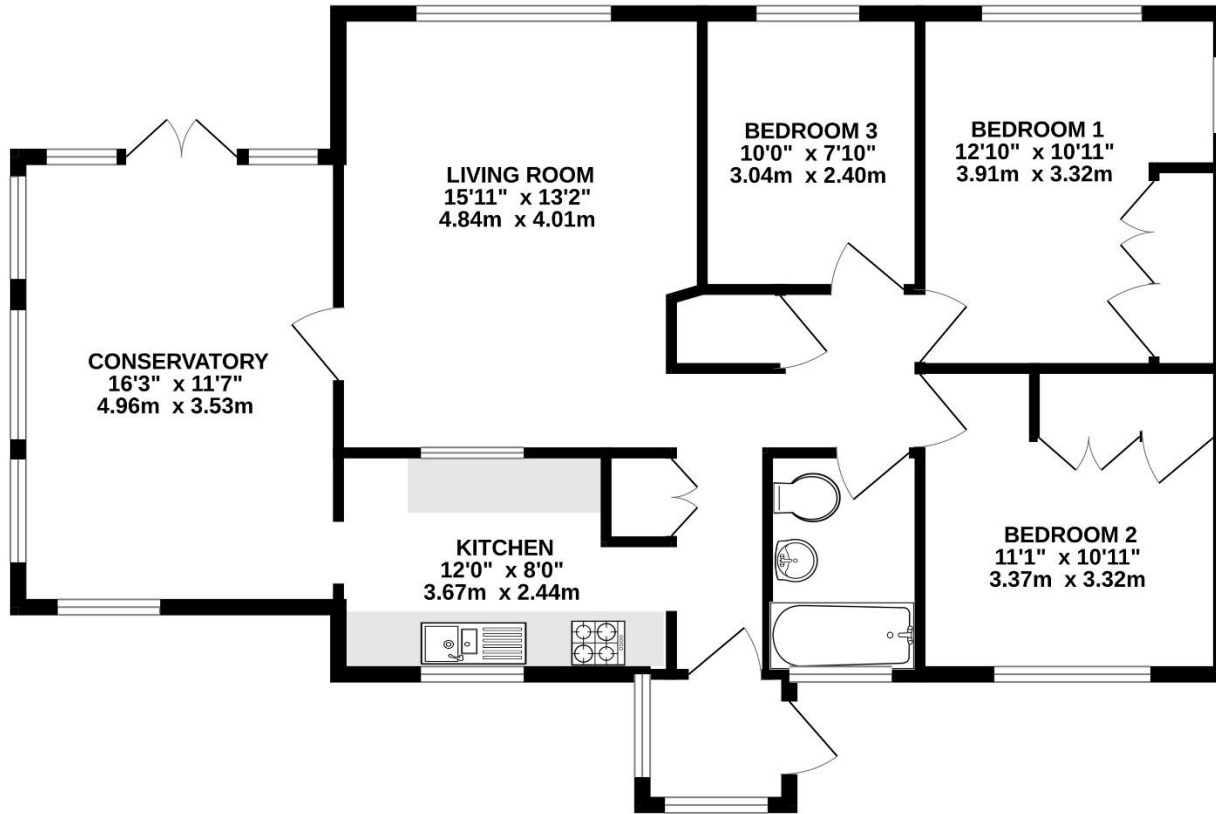 LIVING ROOM
15'11" x 13'2"
4.84m x 4.01m
BEDROOM 3
10'0" x 7'10"
3.04m x 2.40m
BEDROOM 1
12'10" x 10'11"
3.91m x 3.32m
CONSERVATORY
16'3" x 11'7"
4.96m x 3.53m
KITCHEN
12'0" x 8'0"
3.67m x 2.44m
BEDROOM 2
11'1" x 10'11"
3.37m x 3.32m